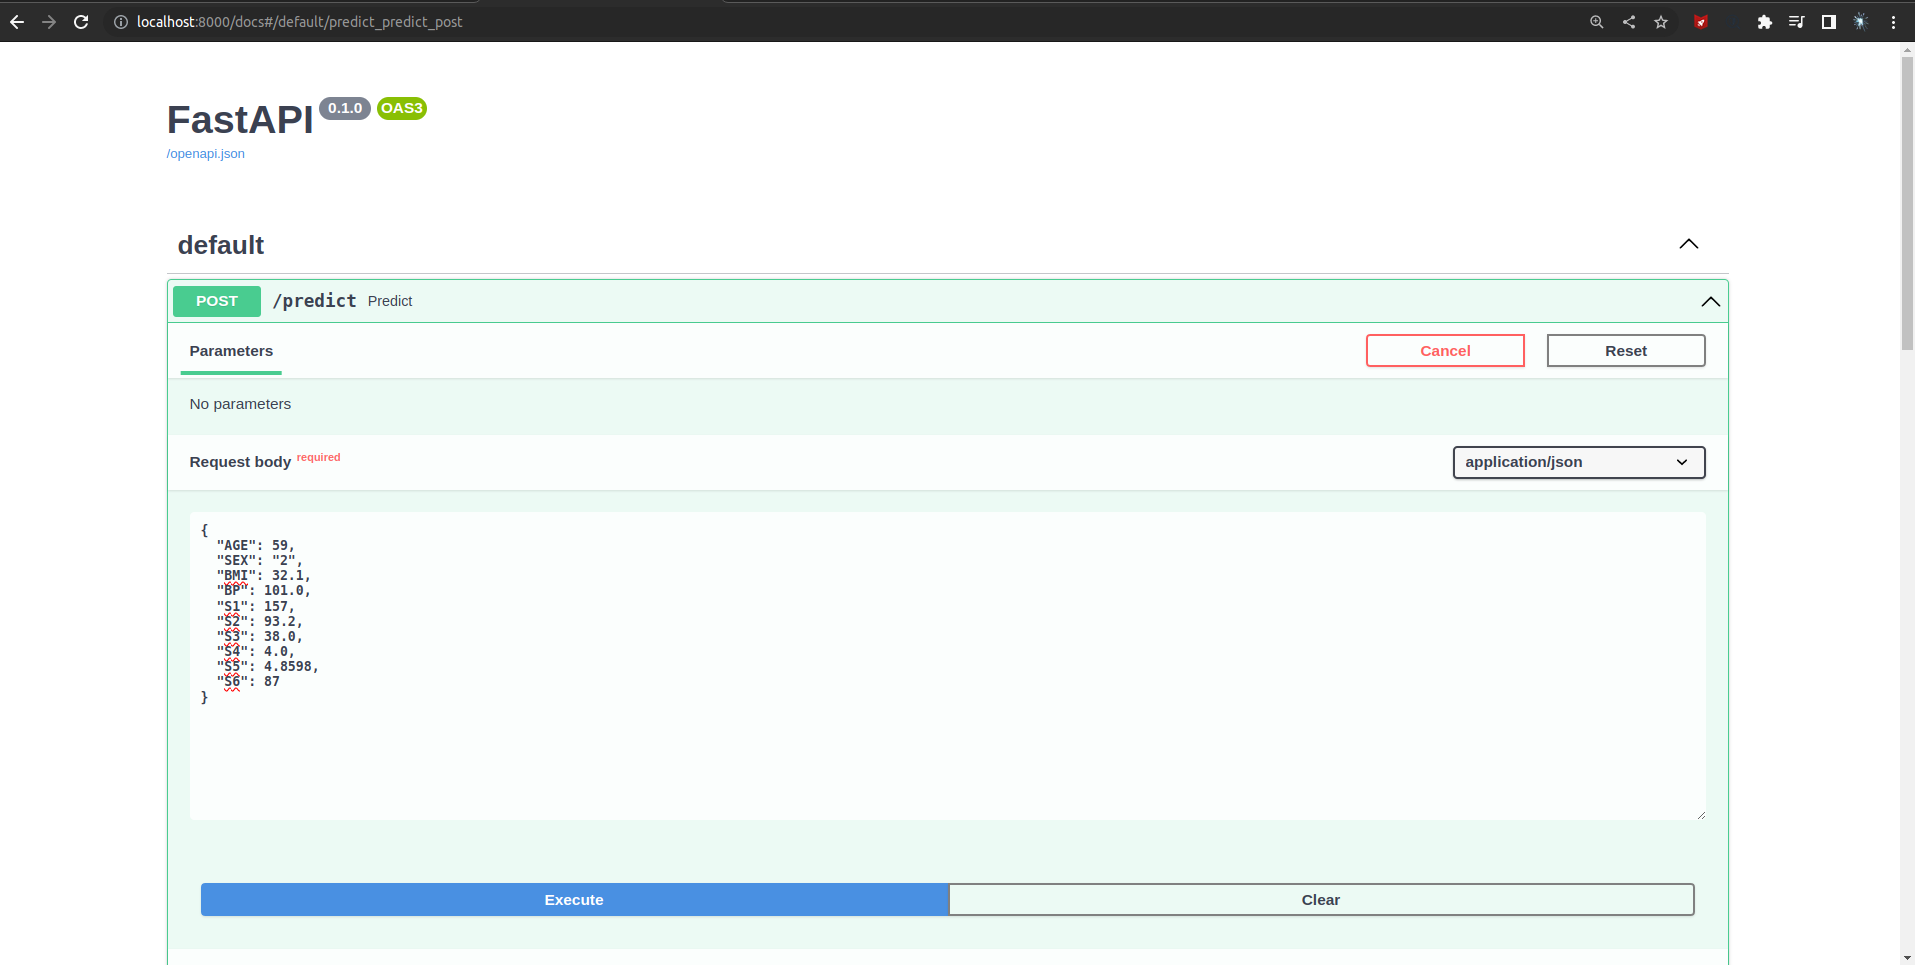 localhost:8000/docs#/default/predict_predict_post
FastAPI 0.1.0 OAS3
/openapi.json
default
POST /predict Predict
Parameters Cancel Reset
No parameters
Request body required application/json
{
"AGE": 59,
"SEX": "2",
"BMI": 32.1,
"BP": 101.0,
"S1": 157,
"S2": 93.2,
"S3": 38.0,
"S4": 4.0,
"S5": 4.8598,
"S6": 87
}
Execute Clear